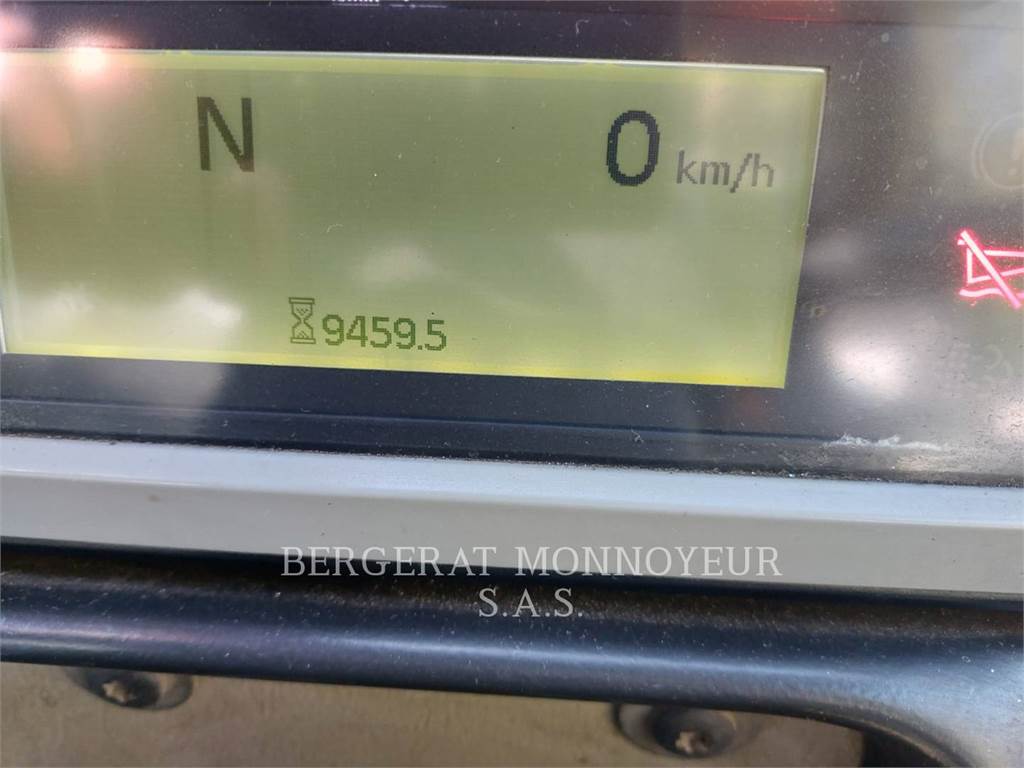 N 0 km/h
9459.5
BERGERAT MONNOYEUR
S.A.S.